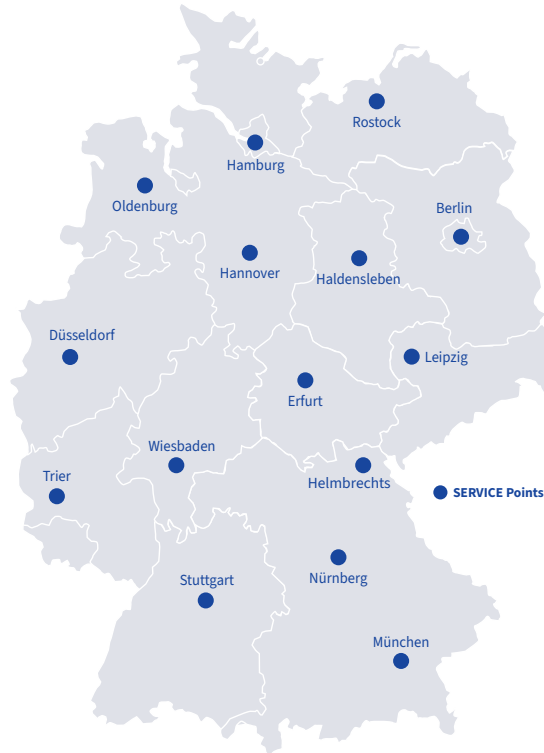 Rostock
Hamburg
Oldenburg
Berlin
Hannover
Haldensleben
Düsseldorf
Leipzig
Erfurt
Wiesbaden
Trier
Helmbrechts
SERVICE Points
Nürnberg
Stuttgart
München